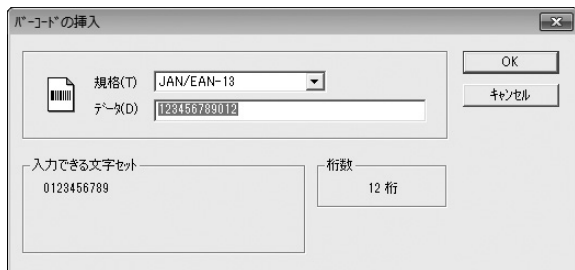 ﾊﾞｰｺｰﾄﾞの挿入
規格(T) JAN/EAN-13
ﾃﾞｰﾀ(D) 123456789012
OK
ｷｬﾝｾﾙ
入力できる文字ｾｯﾄ
0123456789
桁数
12 桁